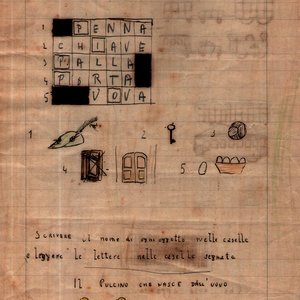 1 PENNA
2 CHIAVE
3 PALLA
4 PORTA
5 UOVA
1 2 3
4 5
SCRIVERE il nome di ogni oggetto nelle caselle
e leggere le lettere nelle caselle segnate
IL PULCINO CHE NASCE DALL'UOVO